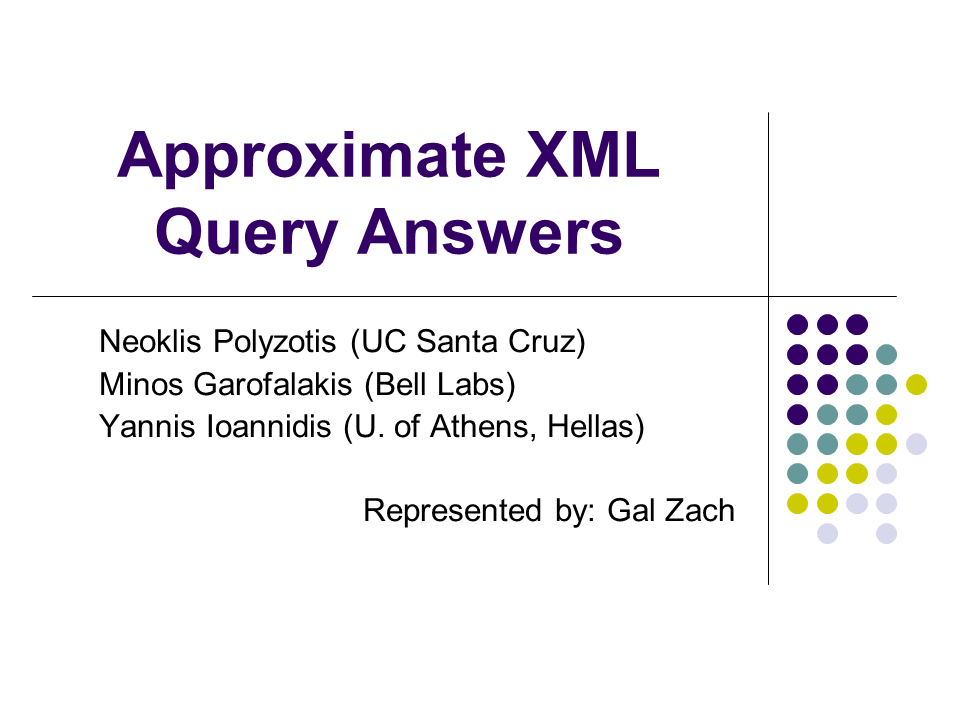 Approximate XML
Query Answers
Neoklis Polyzotis (UC Santa Cruz)
Minos Garofalakis (Bell Labs)
Yannis Ioannidis (U. of Athens, Hellas)
Represented by: Gal Zach